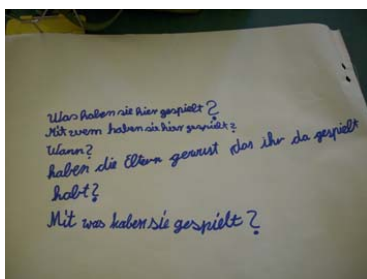 Was haben sie hier gespielt?
Mit wem haben sie hier gespielt?
Wann?
haben die Eltern gewust das ihr da gespielt
habt?
Mit was haben sie gespielt?